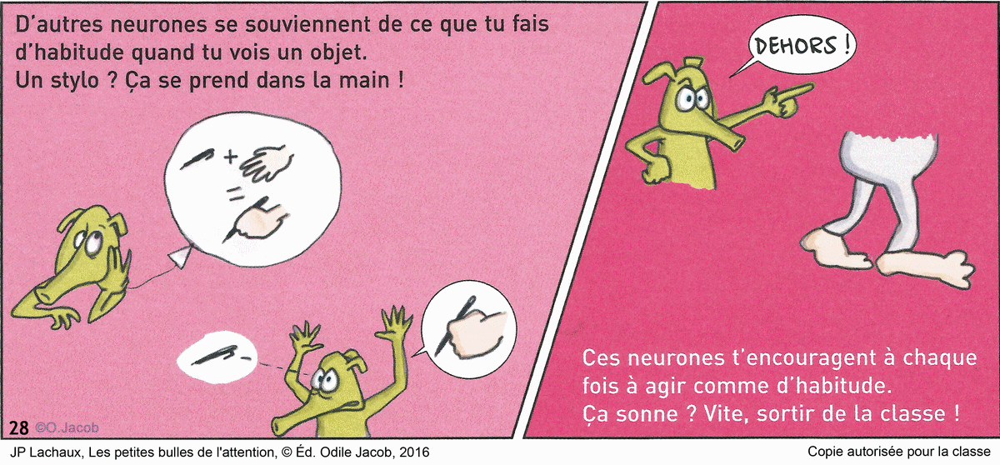 D'autres neurones se souviennent de ce que tu fais
d'habitude quand tu vois un objet.
Un stylo ? Ça se prend dans la main !
+
=
DEHORS !
Ces neurones t'encouragent à chaque
fois à agir comme d'habitude.
Ça sonne ? Vite, sortir de la classe !
28 ©O.Jacob
JP Lachaux, Les petites bulles de l'attention, © Éd. Odile Jacob, 2016
Copie autorisée pour la classe